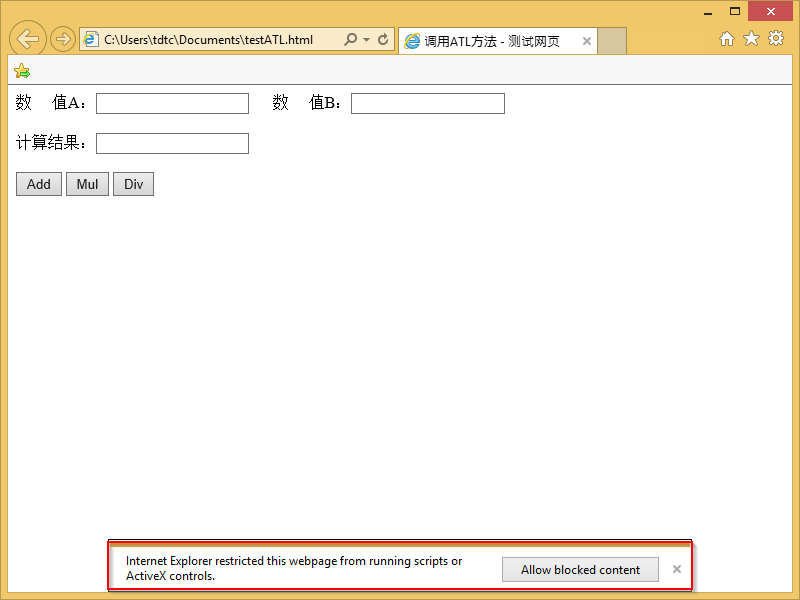 C:\Users\tdtc\Documents\testATL.html
调用ATL方法 - 测试网页
数 值A： 数 值B：
计算结果：
Add Mul Div
Internet Explorer restricted this webpage from running scripts or
ActiveX controls.
Allow blocked content